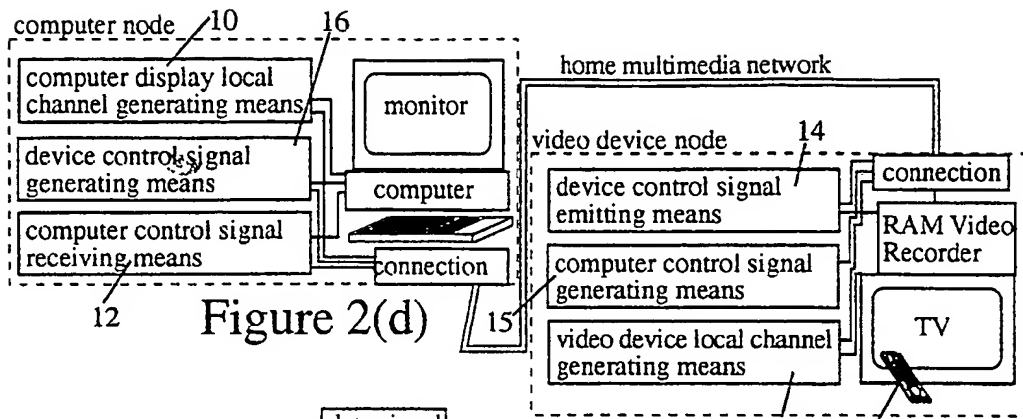 computer node
10
16
computer display local
channel generating means
device control signal
generating means
computer control signal
receiving means
12
monitor
computer
connection
Figure 2(d)
home multimedia network
video device node
14
device control signal
emitting means
computer control signal
generating means
15
video device local channel
generating means
connection
RAM Video
Recorder
TV